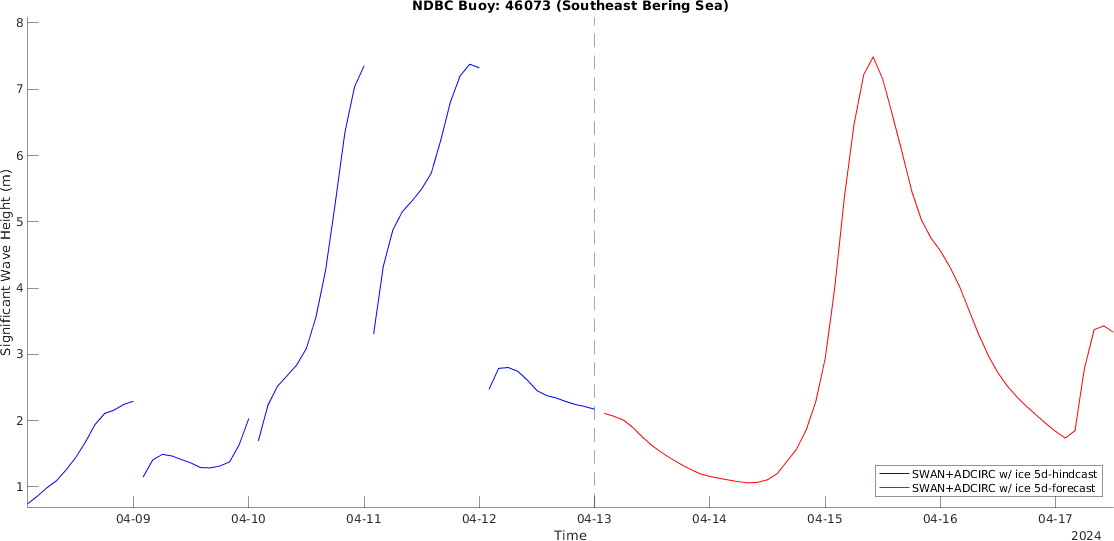 NDBC Buoy: 46073 (Southeast Bering Sea)
8
7
6
5
4
3
2
1
Significant Wave Height (m)
SWAN+ADCIRC w/ ice 5d-hindcast
SWAN+ADCIRC w/ ice 5d-forecast
04-09 04-10 04-11 04-12 04-13 04-14 04-15 04-16 04-17
Time
2024